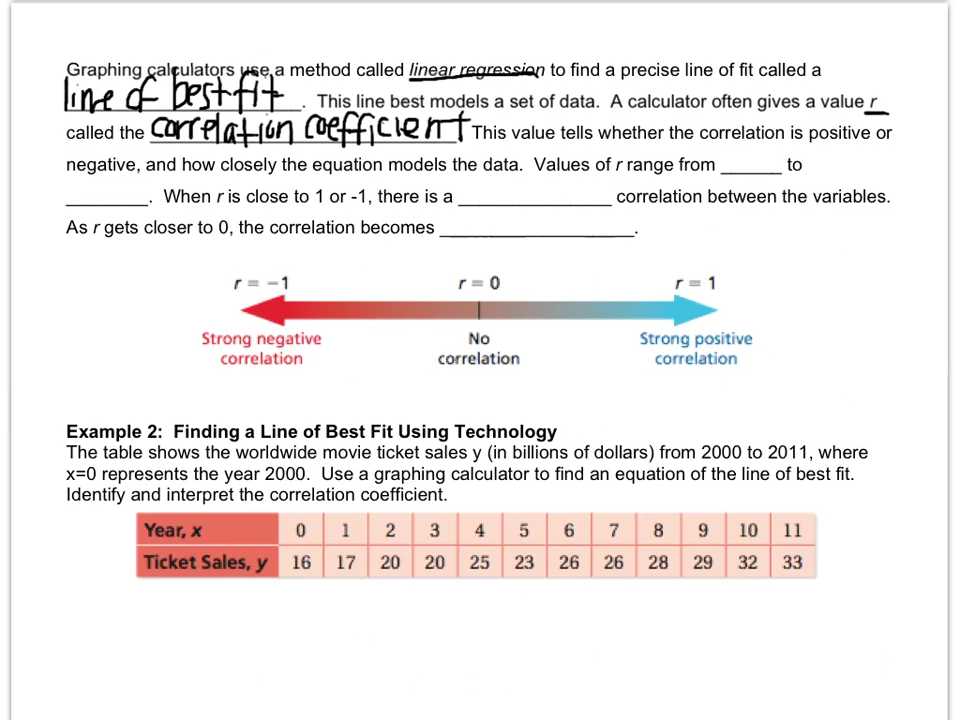 Graphing calculators use a method called linear regression to find a precise line of fit called a
line of best fit. This line best models a set of data. A calculator often gives a value r
called the correlation coefficient This value tells whether the correlation is positive or
negative, and how closely the equation models the data. Values of r range from ______ to
________. When r is close to 1 or -1, there is a _______________ correlation between the variables.
As r gets closer to 0, the correlation becomes ___________________.
r = −1 r = 0 r = 1
Strong negative No Strong positive
correlation correlation correlation
Example 2: Finding a Line of Best Fit Using Technology
The table shows the worldwide movie ticket sales y (in billions of dollars) from 2000 to 2011, where
x=0 represents the year 2000. Use a graphing calculator to find an equation of the line of best fit.
Identify and interpret the correlation coefficient.
Year, x 0 1 2 3 4 5 6 7 8 9 10 11
Ticket Sales, y 16 17 20 20 25 23 26 26 28 29 32 33